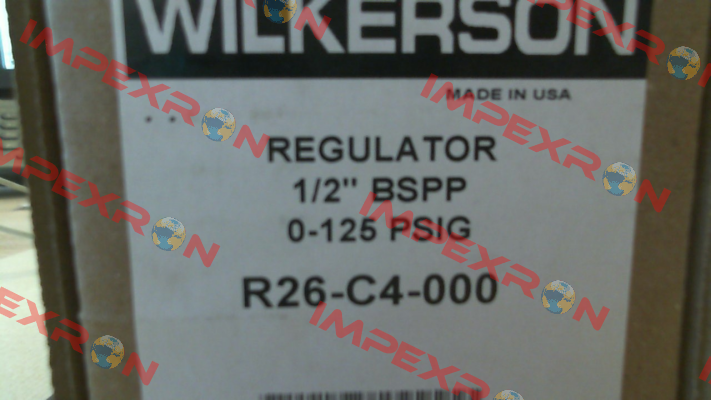 WILKERSON
MADE IN USA
REGULATOR
1/2" BSPP
0-125 PSIG
R26-C4-000
IMPEXRON
IMPEXRON
IMPEXRON
IMPEXRON
IMPEXRON
IMPEXRON